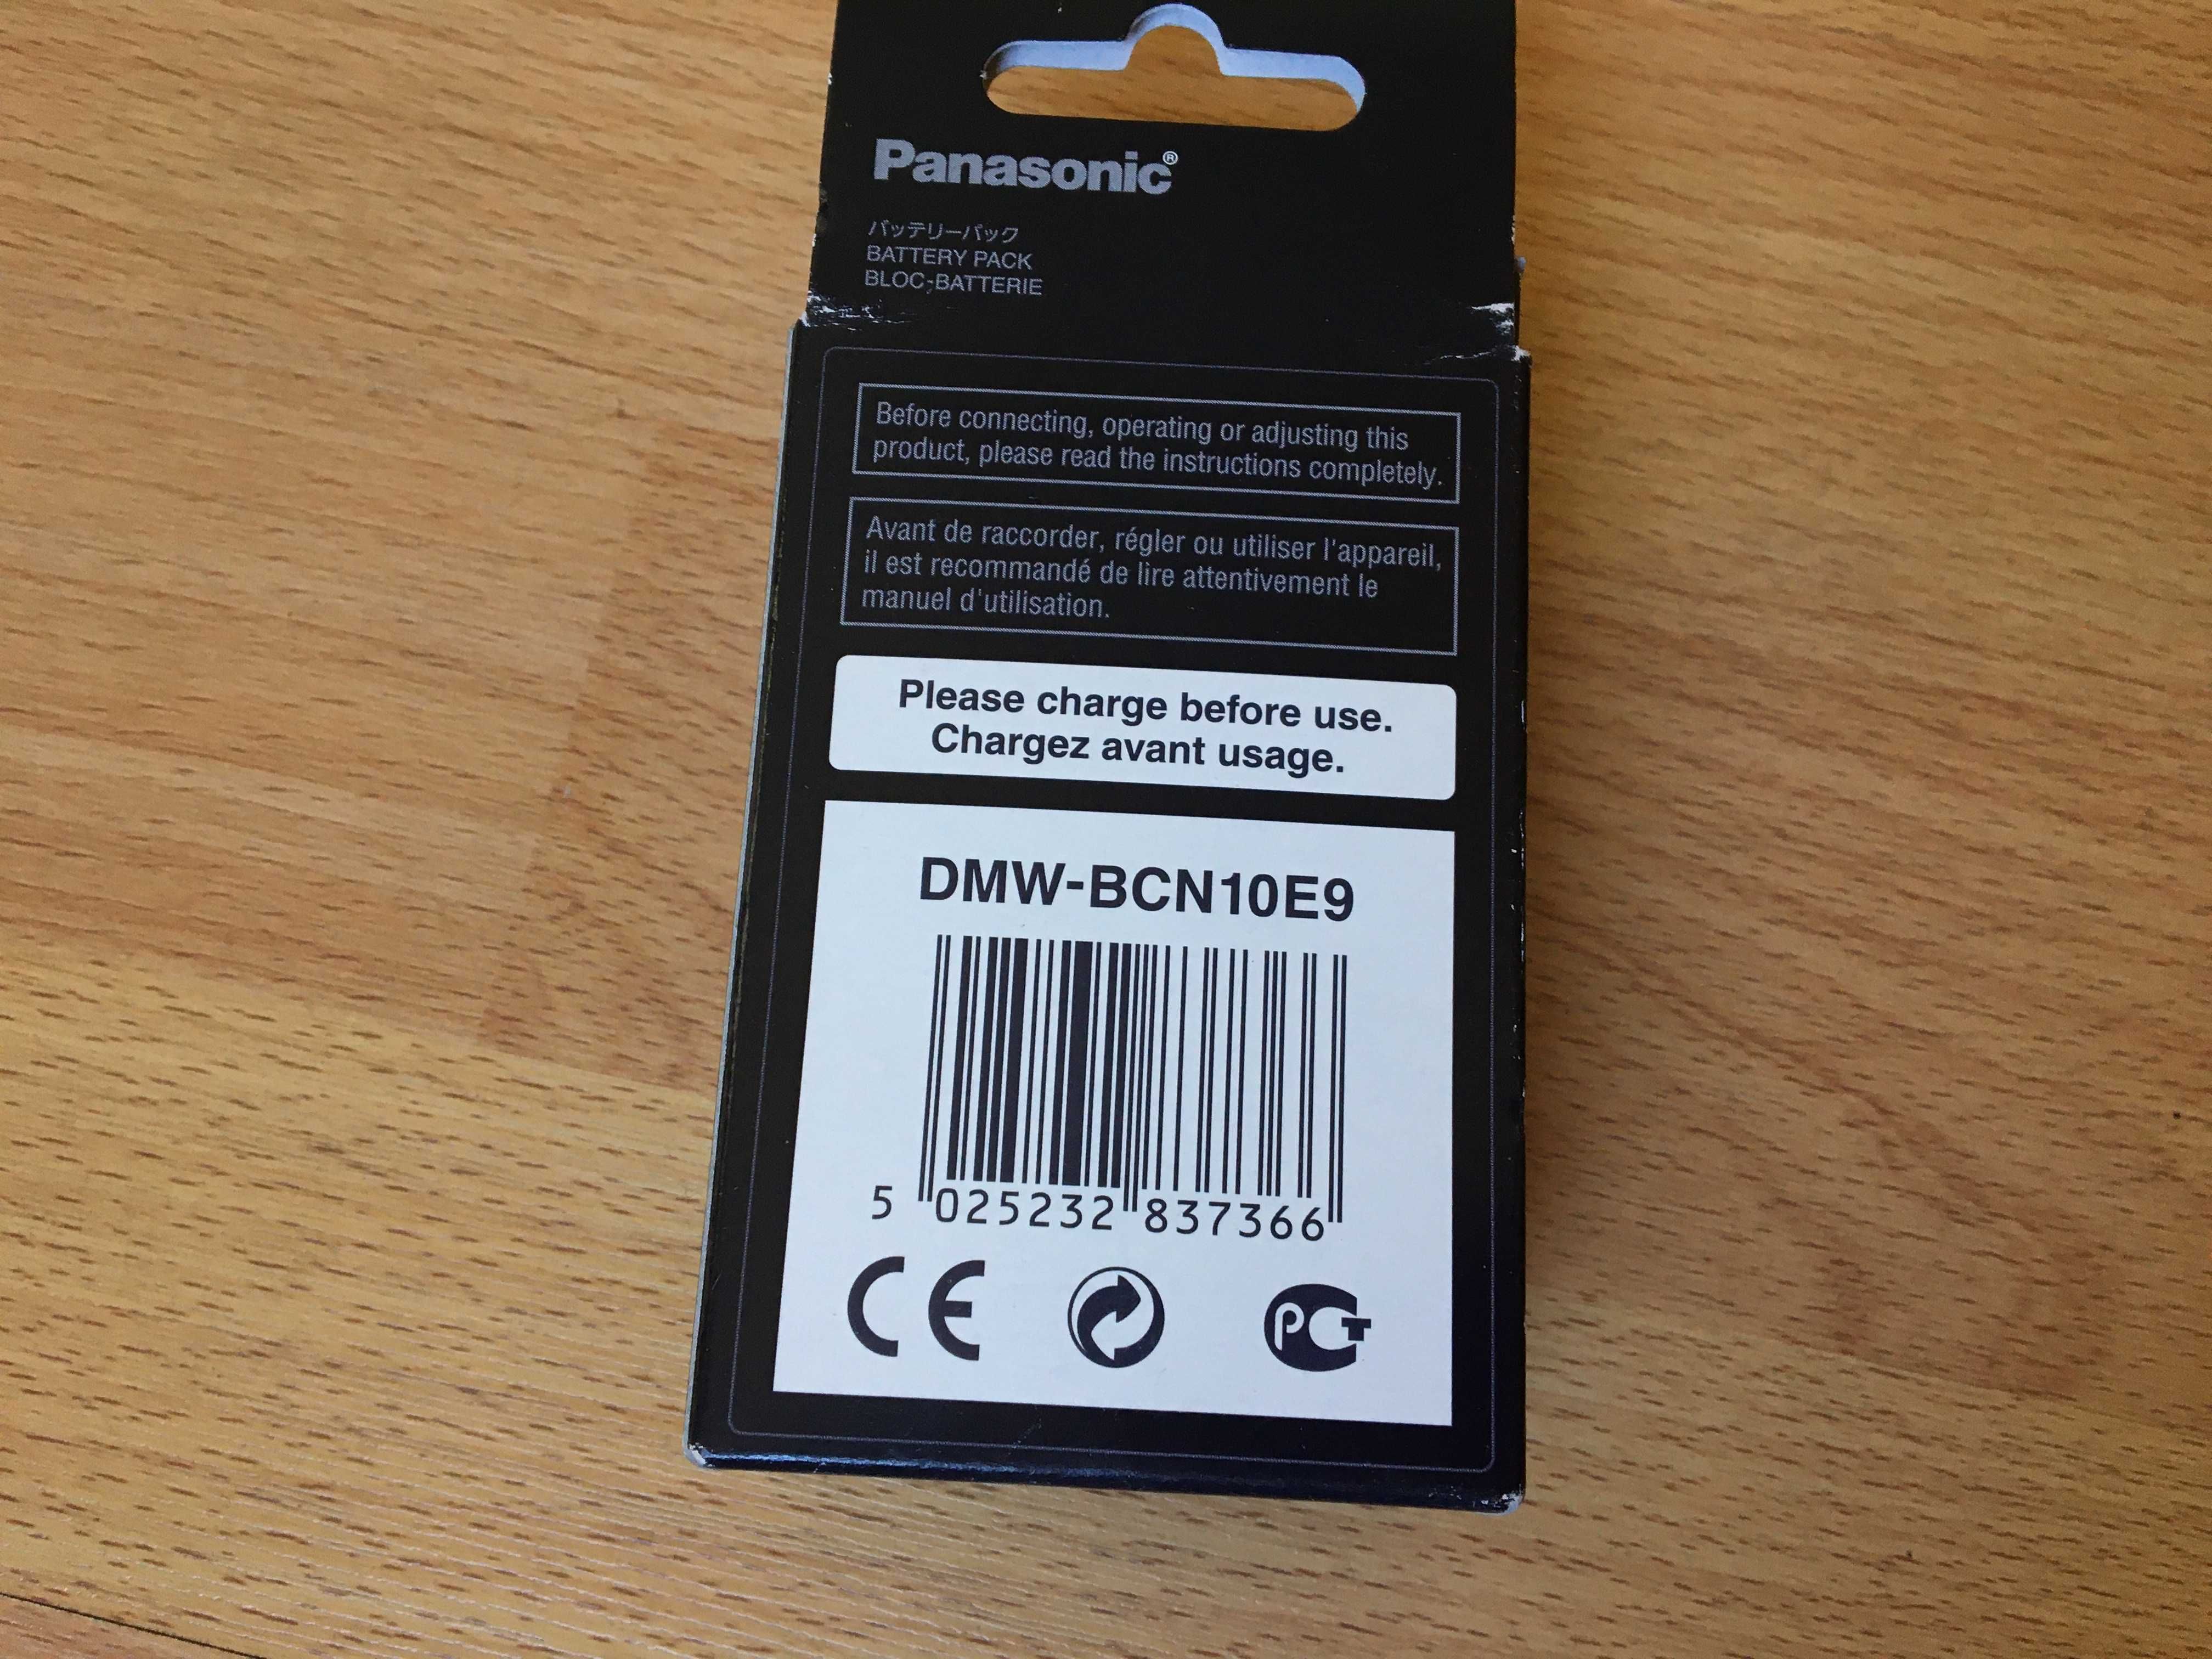 Panasonic®
バッテリーパック
BATTERY PACK
BLOC-BATTERIE
Before connecting, operating or adjusting this
product, please read the instructions completely.
Avant de raccorder, régler ou utiliser l'appareil,
il est recommandé de lire attentivement le
manuel d'utilisation.
Please charge before use.
Chargez avant usage.
DMW-BCN10E9
5 025232 837366
CE
PCT